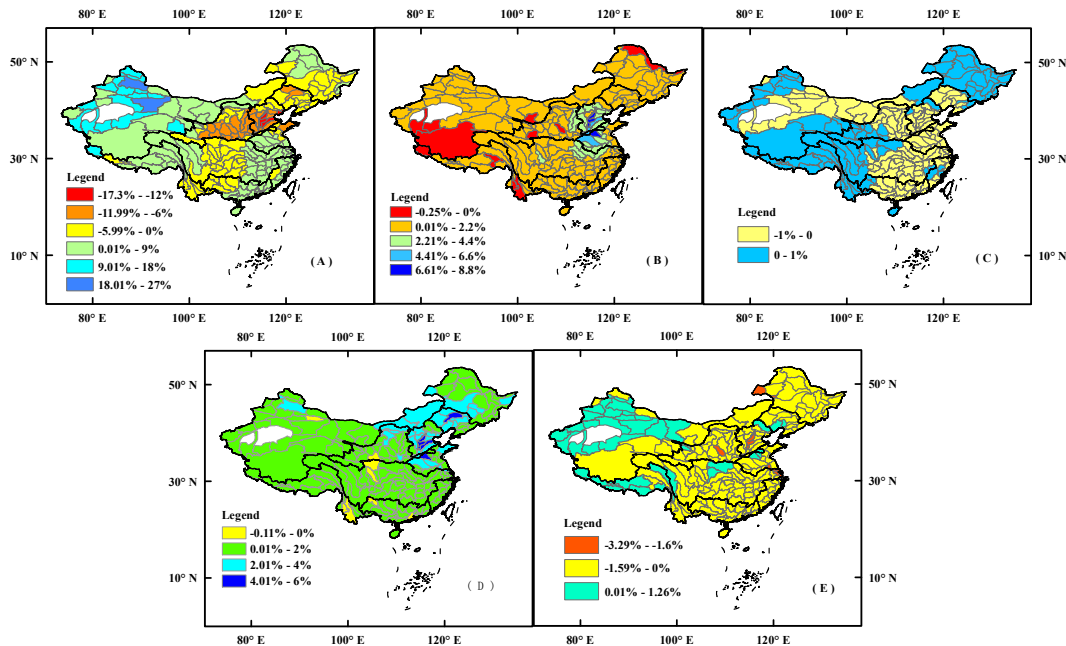 80° E 100° E 120° E 80° E 100° E 120° E 80° E 100° E 120° E
50° N
30° N
10° N
Legend
-17.3% - -12%
-11.99% - -6%
-5.99% - 0%
0.01% - 9%
9.01% - 18%
18.01% - 27%
( A )
Legend
-0.25% - 0%
0.01% - 2.2%
2.21% - 4.4%
4.41% - 6.6%
6.61% - 8.8%
( B )
Legend
-1% - 0
0 - 1%
( C )
50° N
30° N
10° N
80° E 100° E 120° E 80° E 100° E 120° E 80° E 100° E 120° E
80° E 100° E 120° E 80° E 100° E 120° E
50° N
30° N
10° N
Legend
-0.11% - 0%
0.01% - 2%
2.01% - 4%
4.01% - 6%
( D )
Legend
-3.29% - -1.6%
-1.59% - 0%
0.01% - 1.26%
( E )
50° N
30° N
10° N
80° E 100° E 120° E 80° E 100° E 120° E